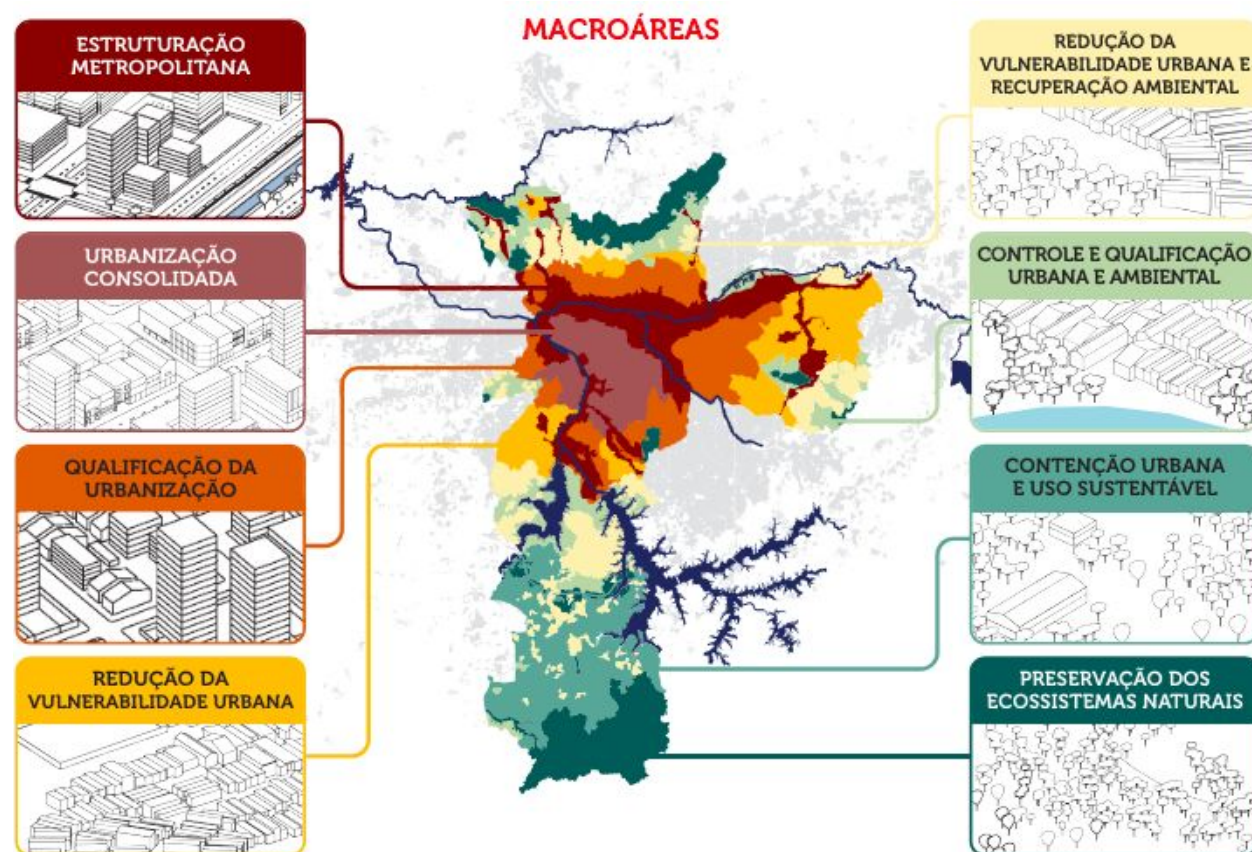 MACROÁREAS
ESTRUTURAÇÃO
METROPOLITANA
URBANIZAÇÃO
CONSOLIDADA
QUALIFICAÇÃO DA
URBANIZAÇÃO
REDUÇÃO DA
VULNERABILIDADE URBANA
REDUÇÃO DA
VULNERABILIDADE URBANA E
RECUPERAÇÃO AMBIENTAL
CONTROLE E QUALIFICAÇÃO
URBANA E AMBIENTAL
CONTENÇÃO URBANA
E USO SUSTENTÁVEL
PRESERVAÇÃO DOS
ECOSSISTEMAS NATURAIS